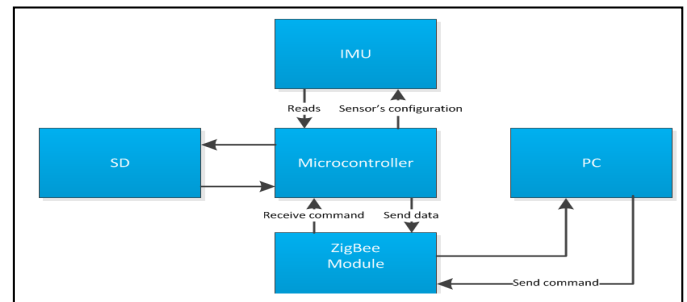 IMU
Reads
Sensor's configuration
SD
Microcontroller
PC
Receive command
Send data
ZigBee
Module
Send command